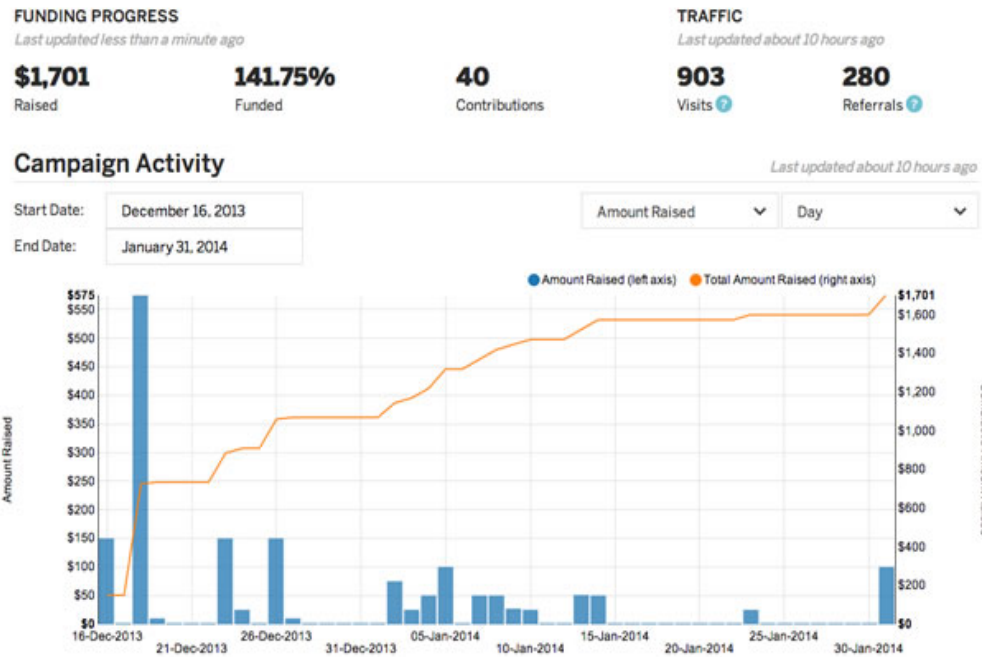 FUNDING PROGRESS
Last updated less than a minute ago
$1,701
Raised
141.75%
Funded
40
Contributions
TRAFFIC
Last updated about 10 hours ago
903
Visits ?
280
Referrals ?
Campaign Activity
Last updated about 10 hours ago
Start Date:
December 16, 2013
End Date:
January 31, 2014
Amount Raised
Day
Amount Raised (left axis)
Total Amount Raised (right axis)
Amount Raised
$575
$550
$500
$450
$400
$350
$300
$250
$200
$150
$100
$50
$0
$1,701
$1,600
$1,400
$1,200
$1,000
$800
$600
$400
$200
$0
16-Dec-2013
21-Dec-2013
26-Dec-2013
31-Dec-2013
05-Jan-2014
10-Jan-2014
15-Jan-2014
20-Jan-2014
25-Jan-2014
30-Jan-2014